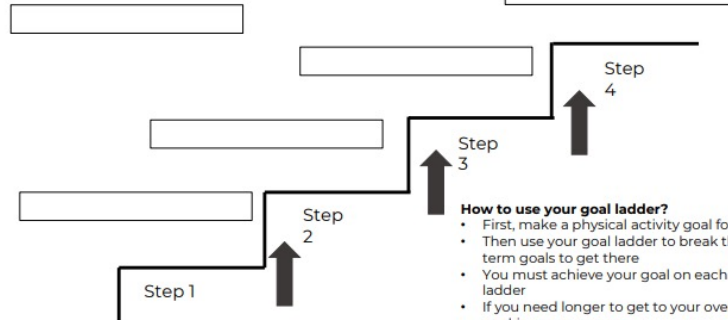 Step
4
Step
3
How to use your goal ladder?
• First, make a physical activity goal fo
• Then use your goal ladder to break t
term goals to get there
• You must achieve your goal on each
ladder
• If you need longer to get to your ove
Step
2
Step 1